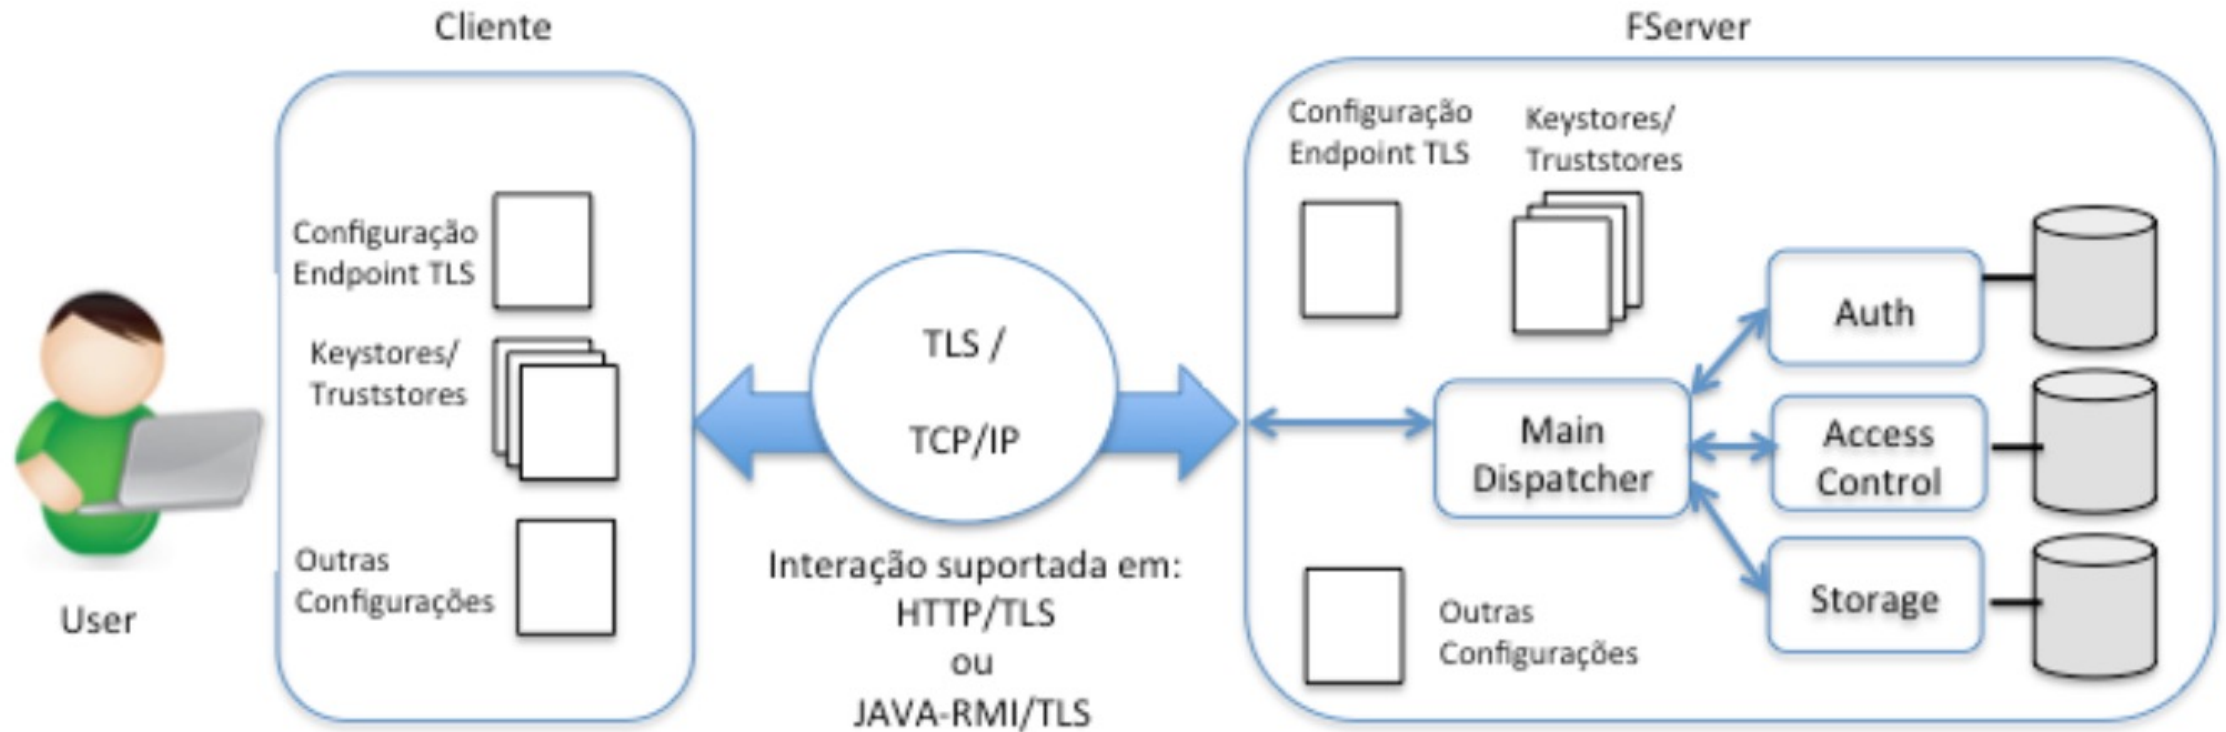 Cliente
FServer
User
Configuração
Endpoint TLS
Keystores/
Truststores
Outras
Configurações
TLS /
TCP/IP
Interação suportada em:
HTTP/TLS
ou
JAVA-RMI/TLS
Configuração
Endpoint TLS
Keystores/
Truststores
Main
Dispatcher
Auth
Access
Control
Storage
Outras
Configurações